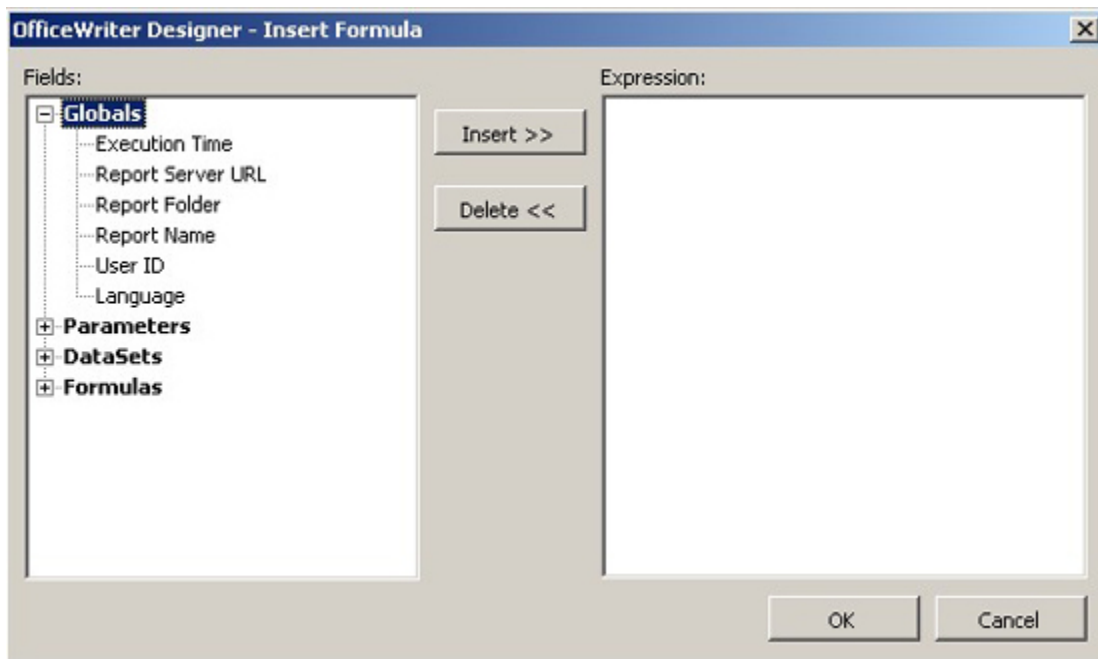 OfficeWriter Designer - Insert Formula
Fields:
Globals
Execution Time
Report Server URL
Report Folder
Report Name
User ID
Language
Parameters
DataSets
Formulas
Insert >>
Delete <<
Expression:
OK
Cancel